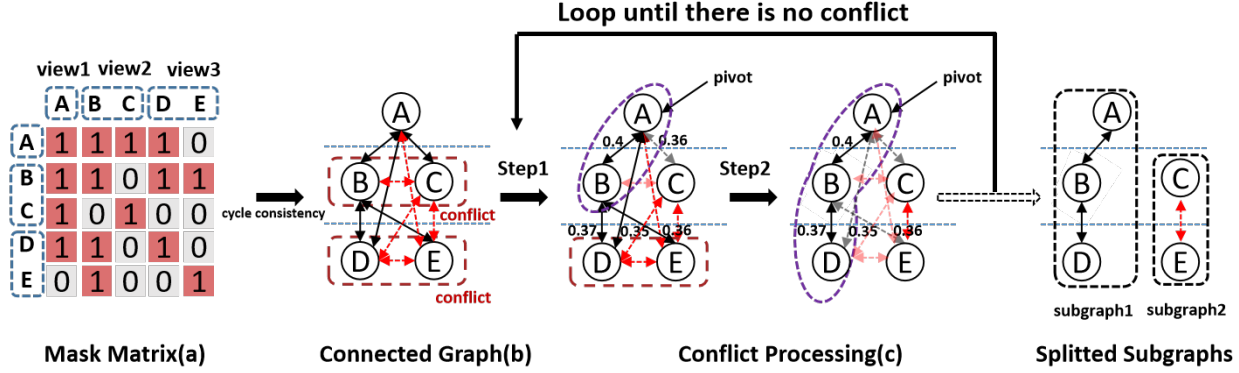 Loop until there is no conflict
view1 view2 view3
A B C D E
A 1 1 1 1 0
B 1 1 0 1 1
C 1 0 1 0 0
D 1 1 0 1 0
E 0 1 0 0 1
cycle consistency
A
B C
conflict
D E
conflict
Step1
pivot
A
0.4 0.36
B C
0.37 0.35 0.36
D E
Step2
pivot
A
0.4 0.36
B C
0.37 0.35 0.36
D E
A
B C
D E
subgraph1 subgraph2
Mask Matrix(a) Connected Graph(b) Conflict Processing(c) Splitted Subgraphs